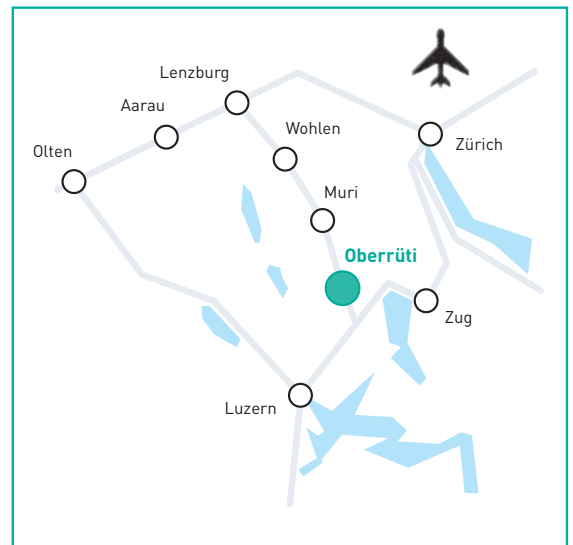 Lenzburg
Aarau
Wohlen
Zürich
Olten
Muri
Oberrüti
Zug
Luzern